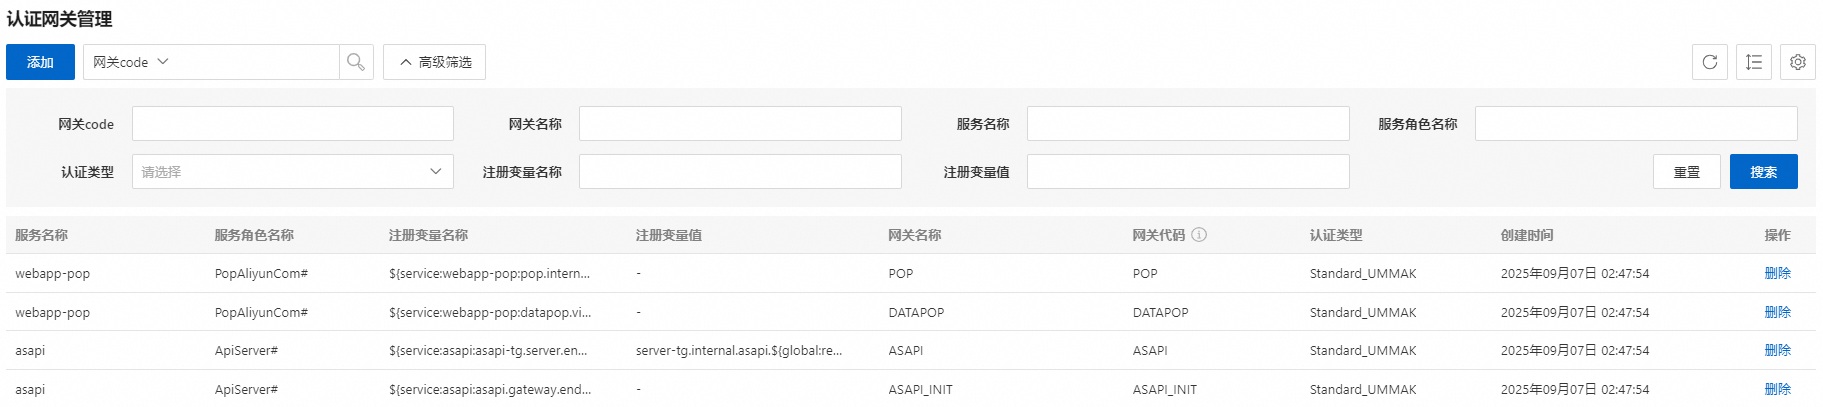 认证网关管理
添加 网关code 高级筛选
网关code 网关名称 服务名称 服务角色名称
认证类型 请选择 注册变量名称 注册变量值 重置 搜索
服务名称 服务角色名称 注册变量名称 注册变量值 网关名称 网关代码 认证类型 创建时间 操作
webapp-pop PopAliyunCom# ${service:webapp-pop:pop.intern... - POP POP Standard_UMMAK 2025年09月07日 02:47:54 删除
webapp-pop PopAliyunCom# ${service:webapp-pop:datapop.vi... - DATAPOP DATAPOP Standard_UMMAK 2025年09月07日 02:47:54 删除
asapi ApiServer# ${service:asapi:asapi-tg.server.en... server-tg.internal.asapi.${global:re... ASAPI ASAPI Standard_UMMAK 2025年09月07日 02:47:54 删除
asapi ApiServer# ${service:asapi:asapi.gateway.end... - ASAPI_INIT ASAPI_INIT Standard_UMMAK 2025年09月07日 02:47:54 删除